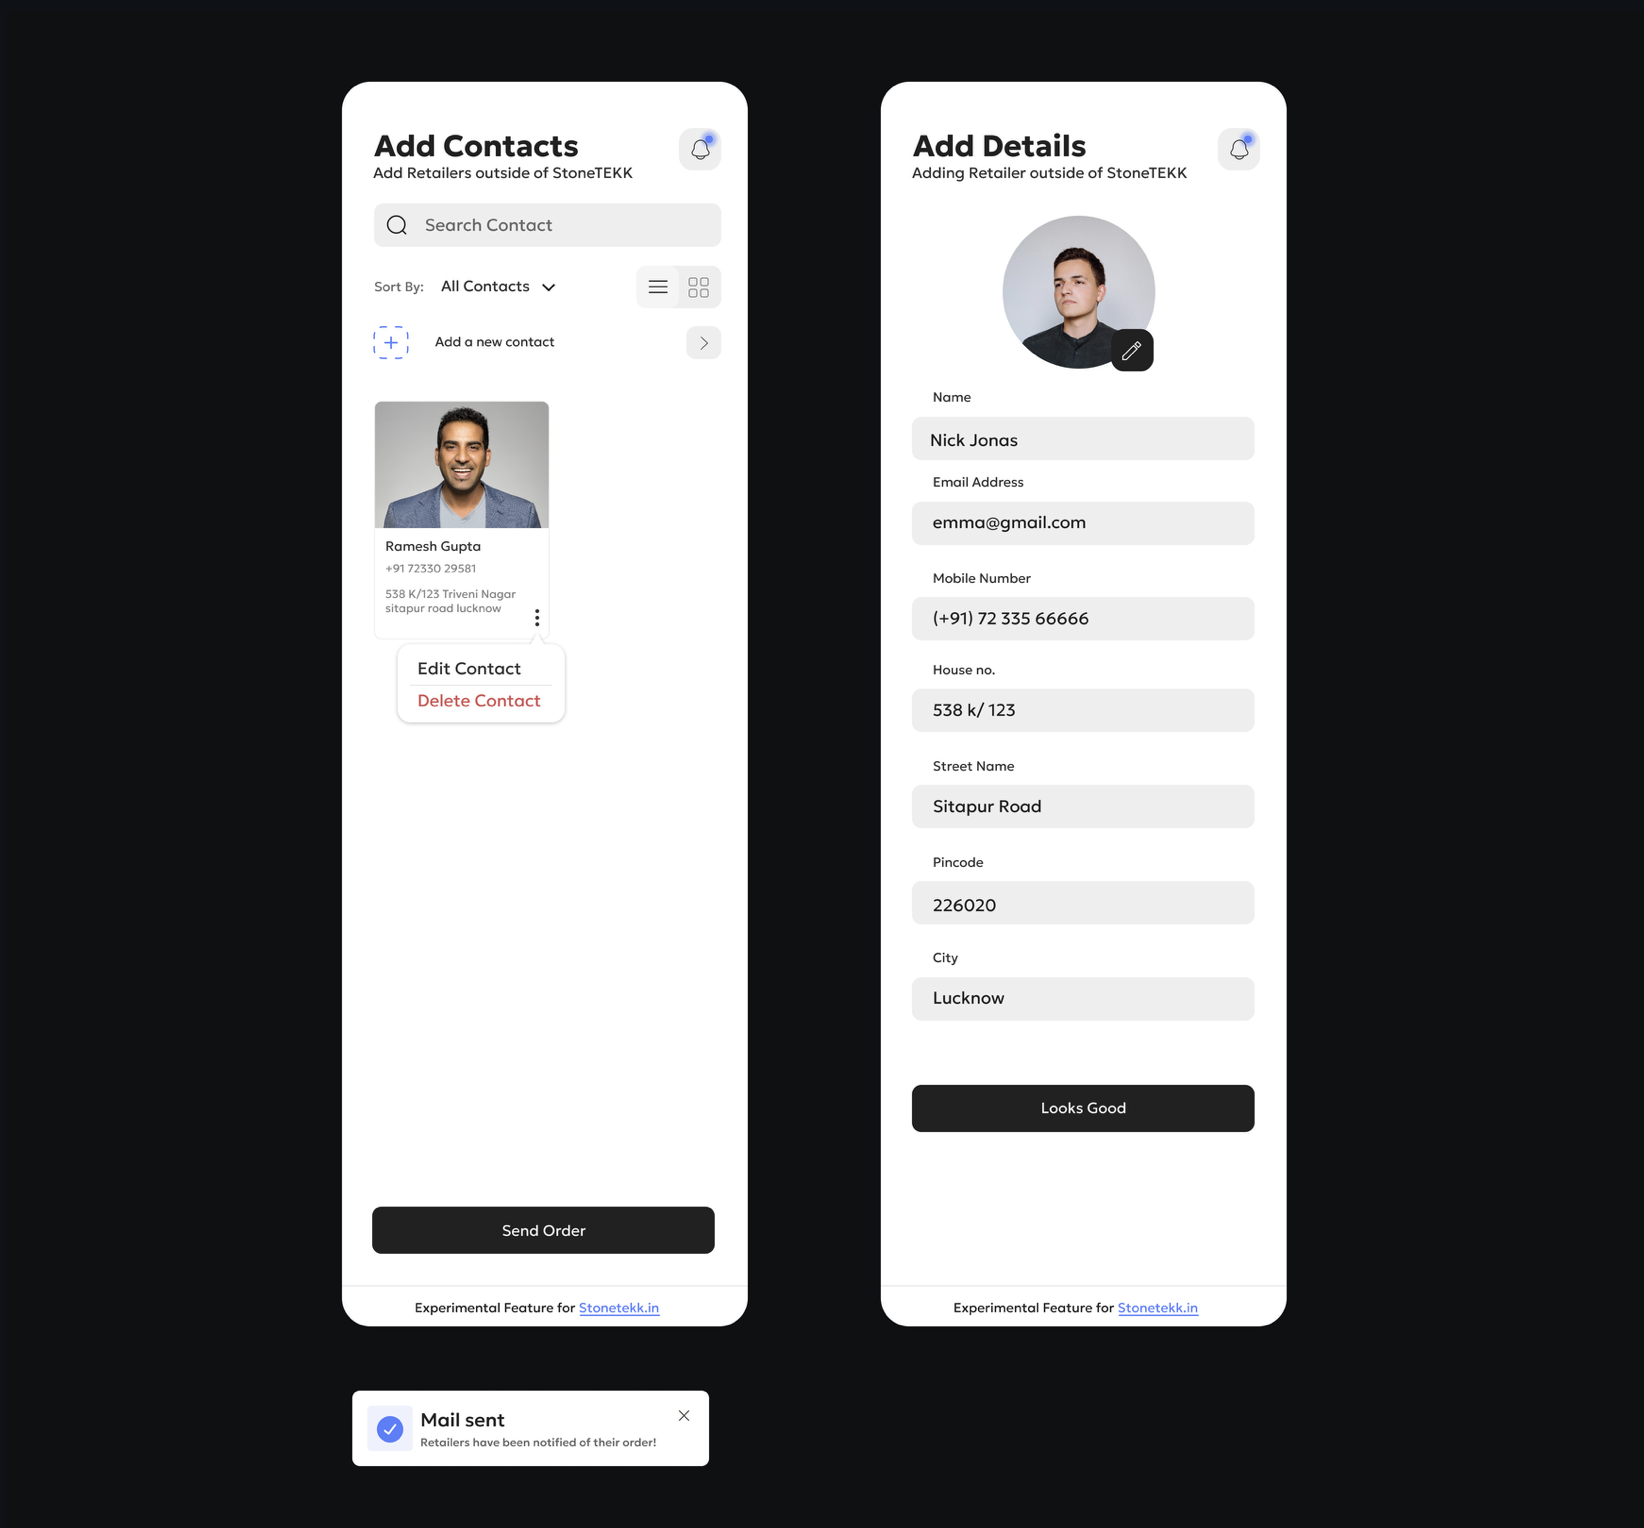 Add Contacts
Add Retailers outside of StoneTEKK
Search Contact
Sort By: All Contacts
Add a new contact
Ramesh Gupta
+91 72330 29581
538 K/123 Triveni Nagar
sitapur road lucknow
Edit Contact
Delete Contact
Send Order
Experimental Feature for Stonetekk.in
Mail sent
Retailers have been notified of their order!
Add Details
Adding Retailer outside of StoneTEKK
Name
Nick Jonas
Email Address
emma@gmail.com
Mobile Number
(+91) 72 335 66666
House no.
538 k/ 123
Street Name
Sitapur Road
Pincode
226020
City
Lucknow
Looks Good
Experimental Feature for Stonetekk.in